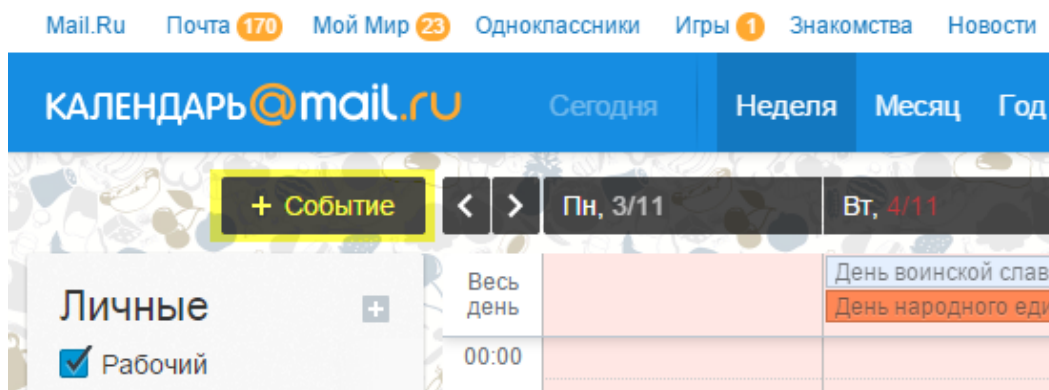 Mail.Ru Почта 170 Мой Мир 23 Одноклассники Игры 1 Знакомства Новости
КАЛЕНДАРЬ@mail.ru Сегодня Неделя Месяц Год
+ Событие < > Пн, 3/11 Вт, 4/11
Весь день
День воинской слав
День народного еди
Личные +
00:00
Рабочий